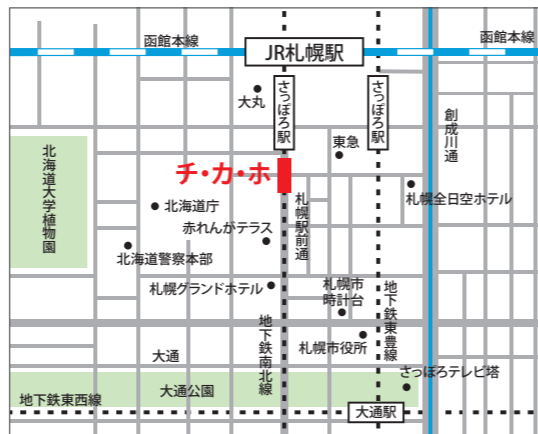 函館本線
函館本線
JR札幌駅
さっぽろ駅
さっぽろ駅
大丸
創成川通
東急
北海道大学植物園
チ・カ・ホ
札幌全日空ホテル
札幌駅前通
北海道庁
赤れんがテラス
北海道警察本部
札幌グランドホテル
札幌市
時計台
地下鉄東豊線
地下鉄南北線
札幌市役所
大通
さっぽろテレビ塔
大通公園
地下鉄東西線
大通駅